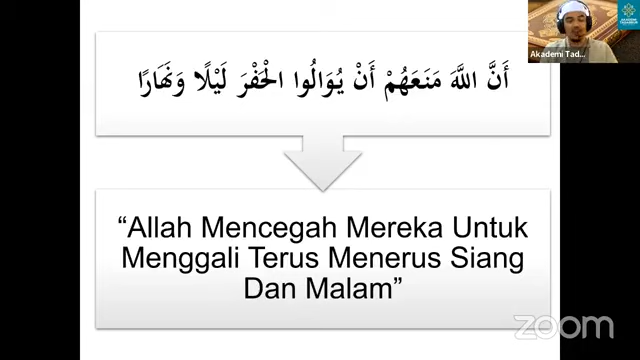 Akademi Tad...
أَنَّ اللَّهَ مَنَعَهُمْ أَنْ يُوَالُوا الْحَفْرَ لَيْلًا وَنَهَارًا
“Allah Mencegah Mereka Untuk
Menggali Terus Menerus Siang
Dan Malam”
zoom